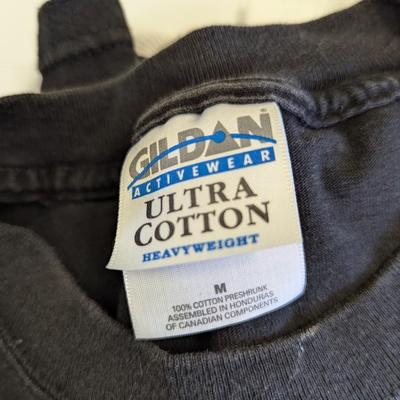 GILDAN
ACTIVEWEAR
ULTRA
COTTON
HEAVYWEIGHT
M
100% COTTON PRESHRUNK
ASSEMBLED IN HONDURAS
OF CANADIAN COMPONENTS